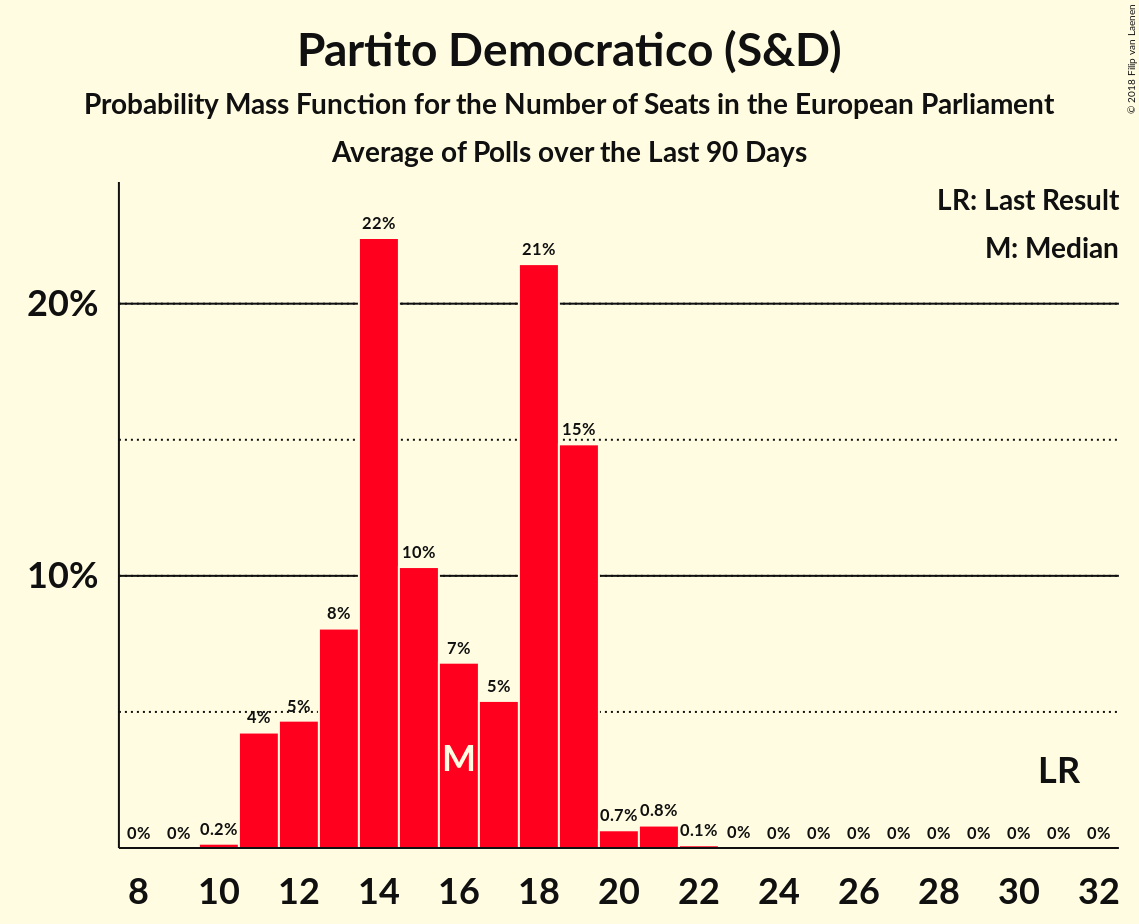 © 2018 Filip van Laenen
Partito Democratico (S&D)
Probability Mass Function for the Number of Seats in the European Parliament
Average of Polls over the Last 90 Days
LR: Last Result
M: Median
22%
21%
20%
15%
10%
10%
8%
7%
5%
4%
5%
M
LR
0% 0% 0.2% 0.7% 0.8% 0.1% 0% 0% 0% 0% 0% 0% 0% 0% 0% 0%
8 10 12 14 16 18 20 22 24 26 28 30 32